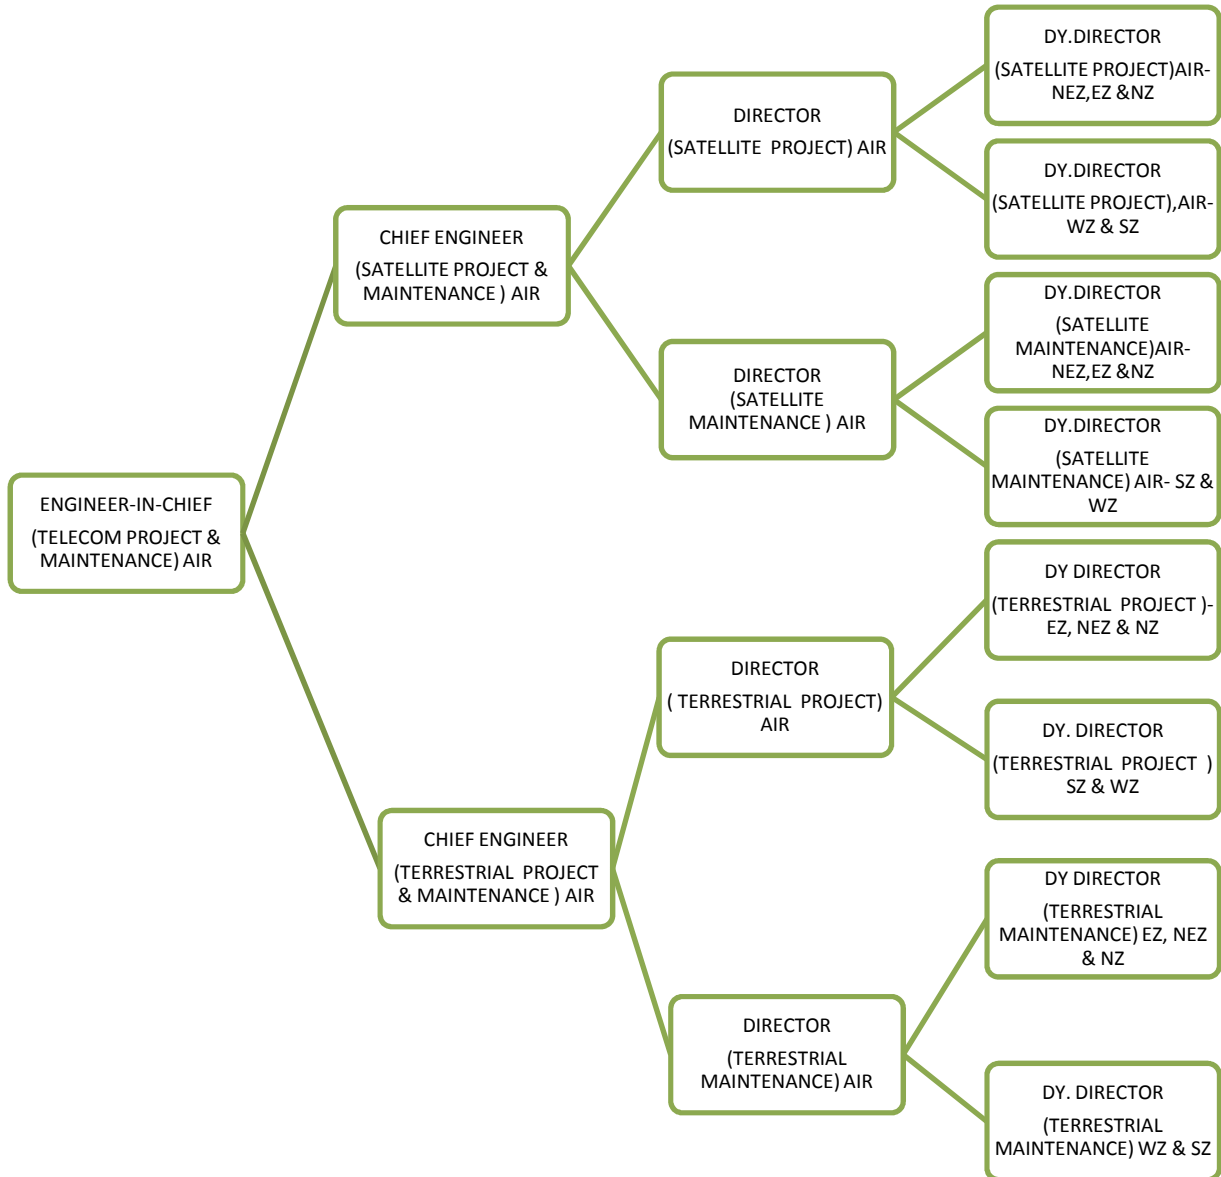 ENGINEER-IN-CHIEF
(TELECOM PROJECT &
MAINTENANCE) AIR
CHIEF ENGINEER
(SATELLITE PROJECT &
MAINTENANCE ) AIR
DIRECTOR
(SATELLITE PROJECT) AIR
DY.DIRECTOR
(SATELLITE PROJECT)AIR-
NEZ,EZ &NZ
DY.DIRECTOR
(SATELLITE PROJECT),AIR-
WZ & SZ
DIRECTOR
(SATELLITE
MAINTENANCE ) AIR
DY.DIRECTOR
(SATELLITE
MAINTENANCE)AIR-
NEZ,EZ &NZ
DY.DIRECTOR
(SATELLITE
MAINTENANCE) AIR- SZ &
WZ
CHIEF ENGINEER
(TERRESTRIAL PROJECT
& MAINTENANCE ) AIR
DIRECTOR
( TERRESTRIAL PROJECT)
AIR
DY DIRECTOR
(TERRESTRIAL PROJECT )-
EZ, NEZ & NZ
DY. DIRECTOR
(TERRESTRIAL PROJECT )
SZ & WZ
DIRECTOR
(TERRESTRIAL
MAINTENANCE) AIR
DY DIRECTOR
(TERRESTRIAL
MAINTENANCE) EZ, NEZ
& NZ
DY. DIRECTOR
(TERRESTRIAL
MAINTENANCE) WZ & SZ